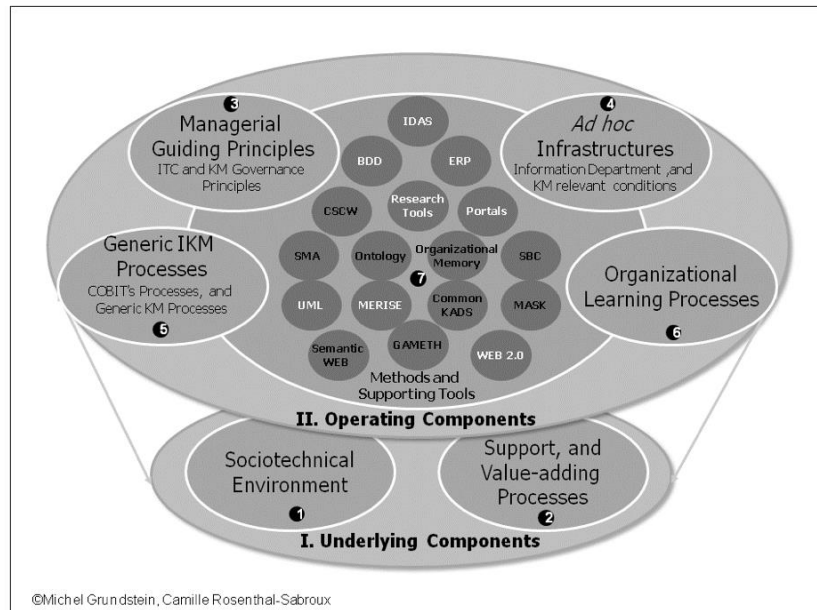 3
Managerial
Guiding Principles
ITC and KM Governance
Principles
4
Ad hoc
Infrastructures
Information Department ,and
KM relevant conditions
IDAS
BDD
ERP
CSCW
Research
Tools
Portals
SMA
Ontology
Organizational
Memory
SBC
7
UML
MERISE
Common
KADS
MASK
Semantic
WEB
GAMETH
WEB 2.0
Methods and
Supporting Tools
Generic IKM
Processes
COBIT's Processes, and
Generic KM Processes
5
Organizational
Learning Processes
6
II. Operating Components
Sociotechnical
Environment
1
Support, and
Value-adding
Processes
2
I. Underlying Components
©Michel Grundstein, Camille Rosenthal-Sabroux